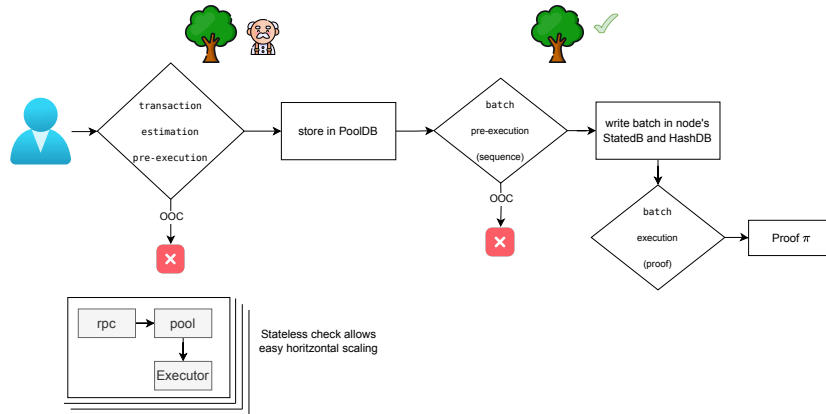 transaction
estimation
pre-execution
OOC
store in PoolDB
batch
pre-execution
(sequence)
OOC
write batch in node's
StatedB and HashDB
batch
execution
(proof)
Proof π
rpc
pool
Executor
Stateless check allows
easy horitzontal scaling